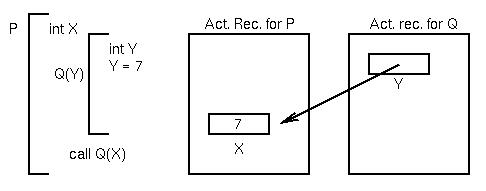 P int X
Q(Y) int Y
Y = 7
call Q(X)
Act. Rec. for P
7
X
Act. rec. for Q
Y